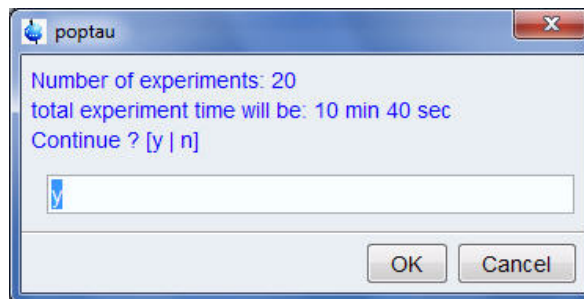 poptau
Number of experiments: 20
total experiment time will be: 10 min 40 sec
Continue ? [y | n]
y
OK Cancel